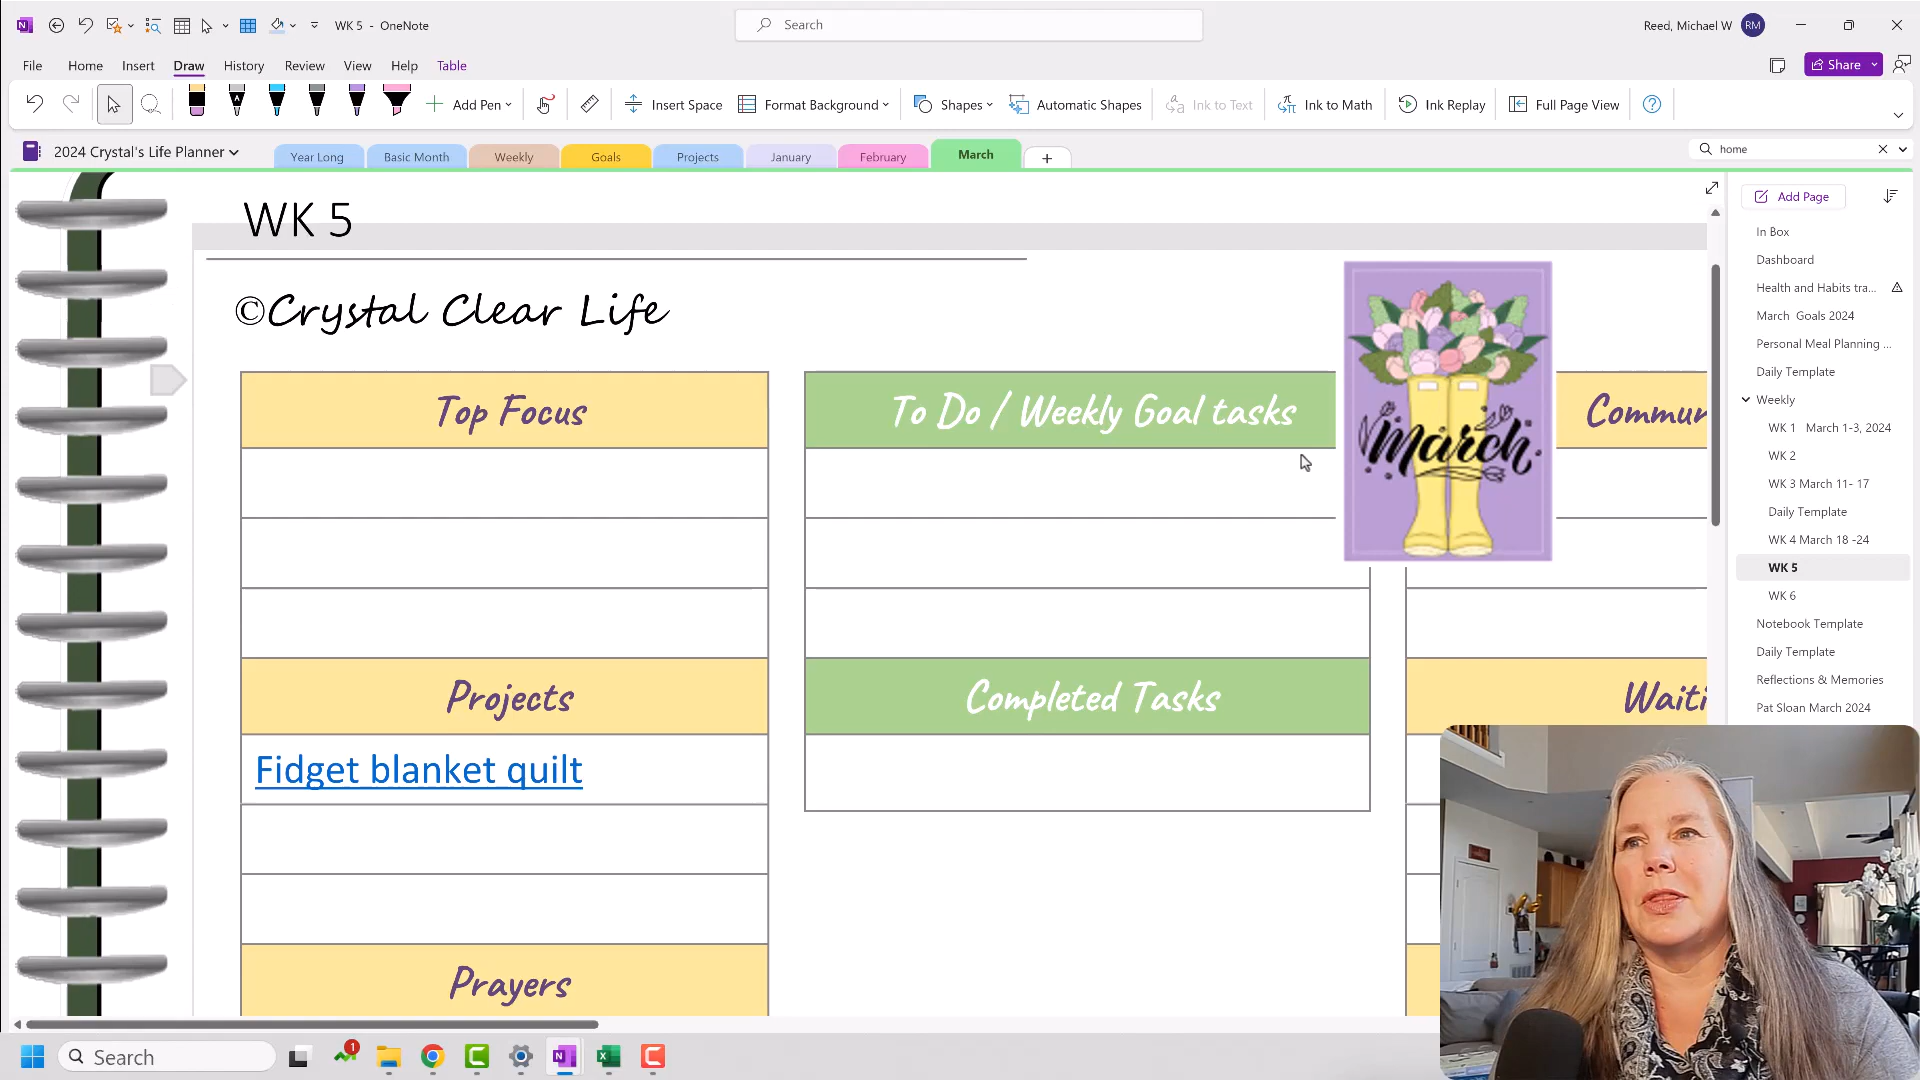 WK 5 - OneNote
Search
Reed, Michael W RM
File Home Insert Draw History Review View Help Table
Share
Add Pen Insert Space Format Background Shapes Automatic Shapes Ink to Text Ink to Math Ink Replay Full Page View
2024 Crystal's Life Planner
Year Long Basic Month Weekly Goals Projects January February March
home
Add Page
WK 5
©Crystal Clear Life
Top Focus
To Do / Weekly Goal tasks
Commun
March
Projects
Completed Tasks
Waiti
Fidget blanket quilt
Prayers
In Box
Dashboard
Health and Habits tra...
March Goals 2024
Personal Meal Planning ...
Daily Template
Weekly
WK 1 March 1-3, 2024
WK 2
WK 3 March 11- 17
Daily Template
WK 4 March 18 -24
WK 5
WK 6
Notebook Template
Daily Template
Reflections & Memories
Pat Sloan March 2024
Search
1